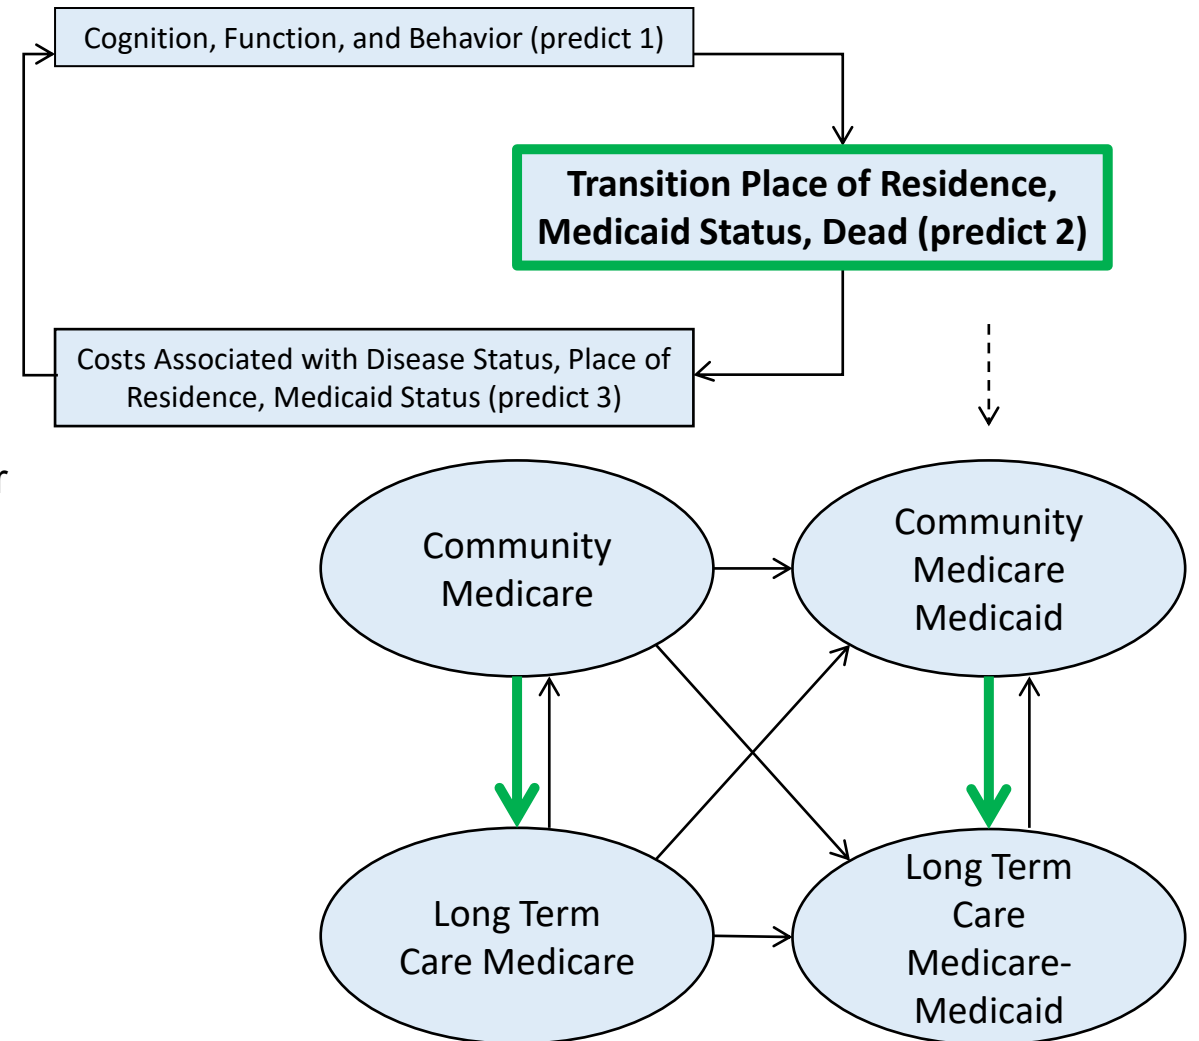 Cognition, Function, and Behavior (predict 1)
Transition Place of Residence,
Medicaid Status, Dead (predict 2)
Costs Associated with Disease Status, Place of
Residence, Medicaid Status (predict 3)
r
Community
Medicare
Community
Medicare
Medicaid
Long Term
Care Medicare
Long Term
Care
Medicare-
Medicaid